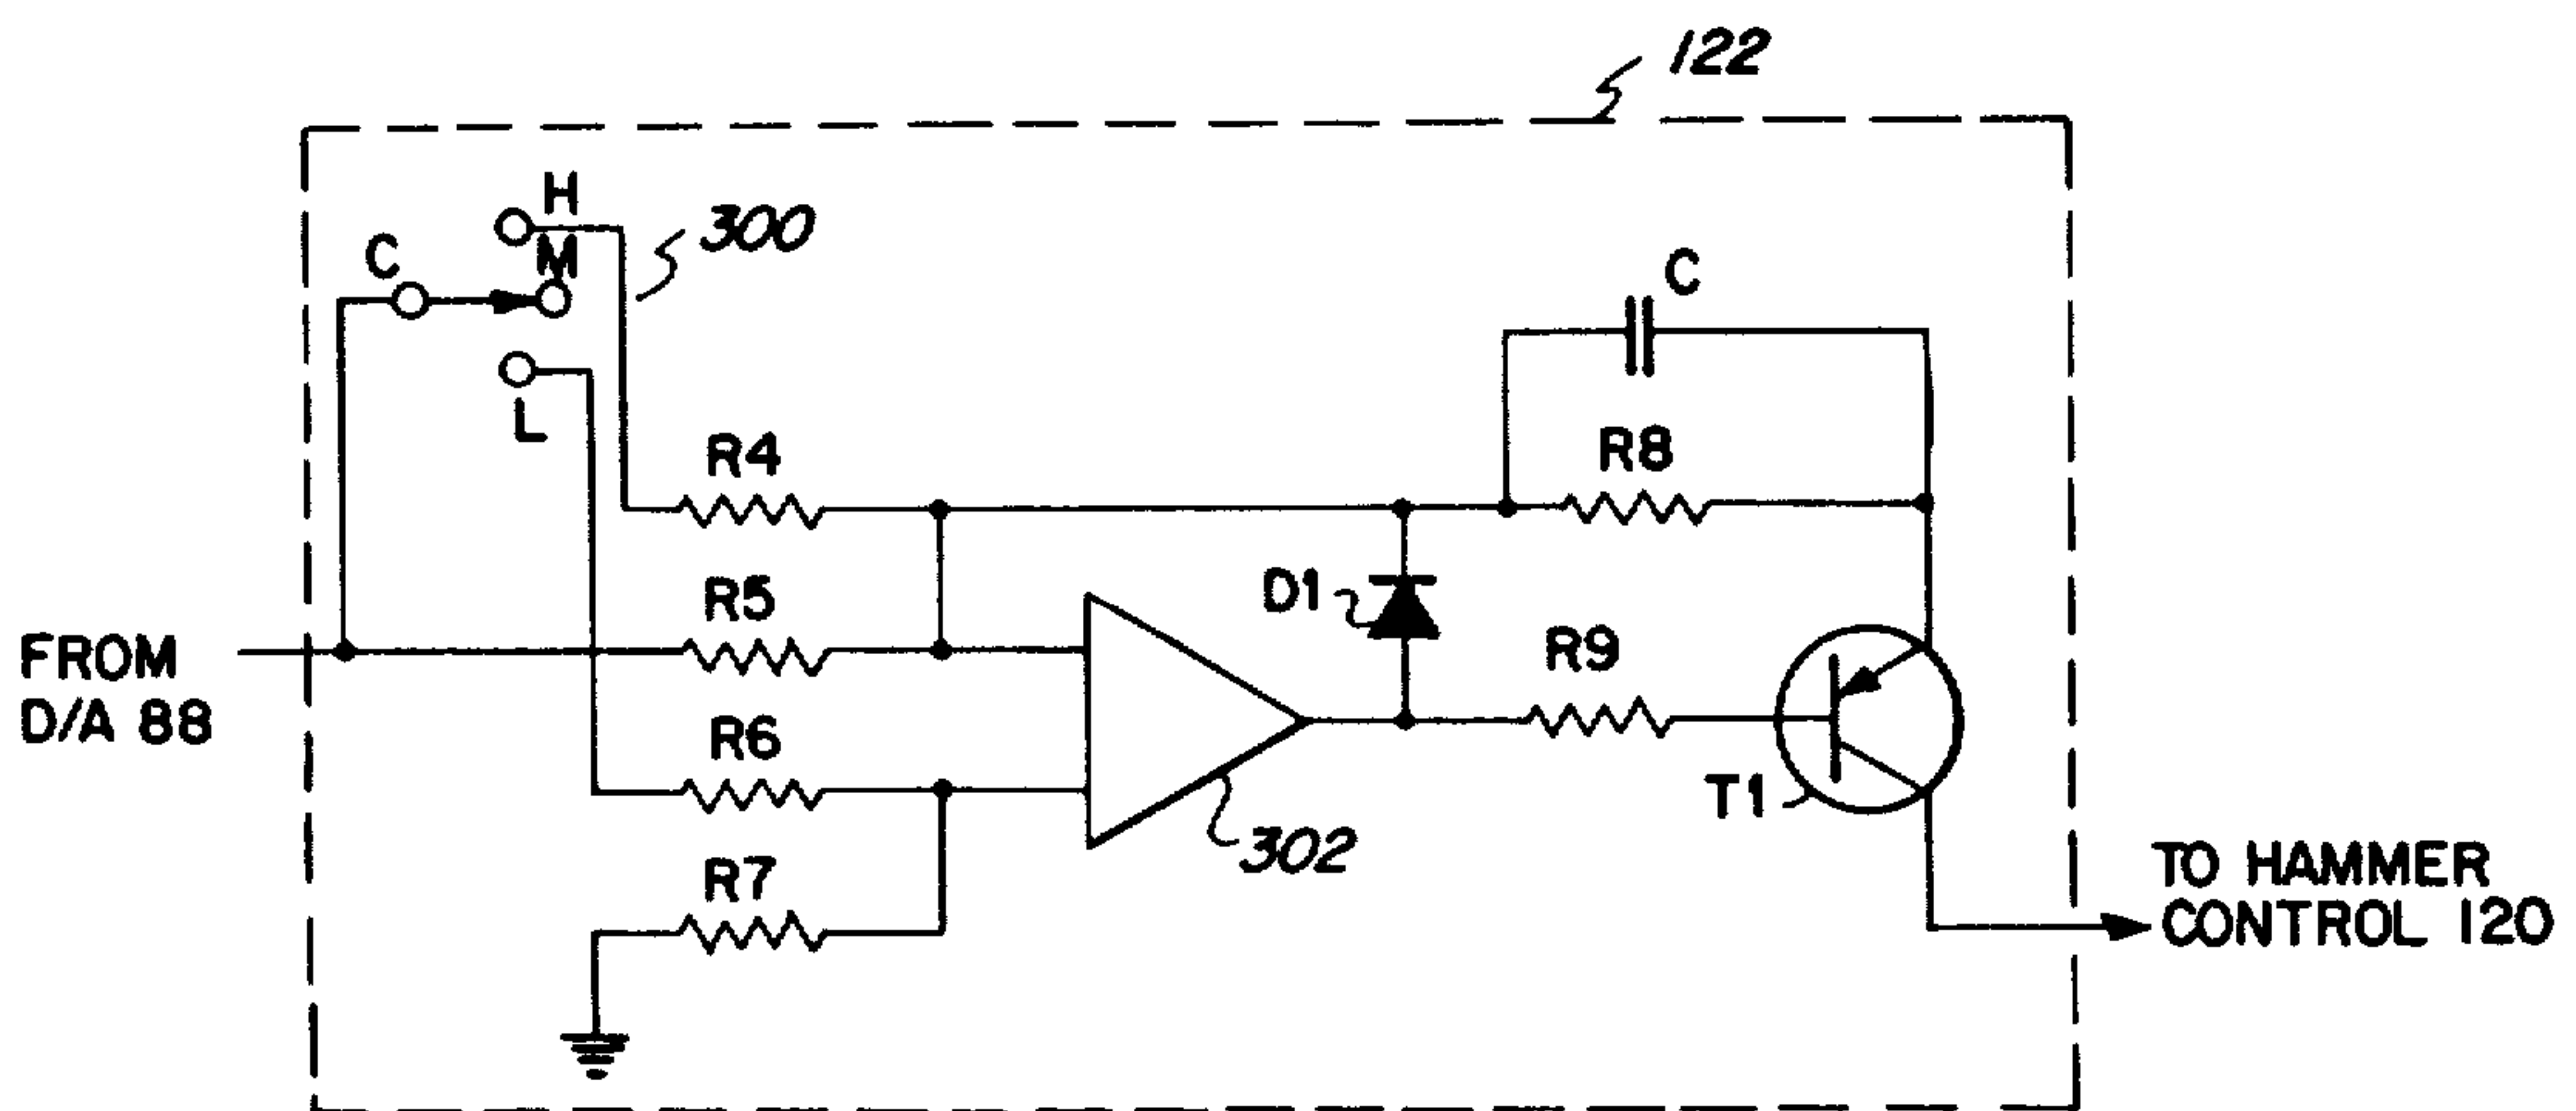 122
H
300
C
M
L
C
R4
R8
R5
D1
R9
FROM
D/A 88
R6
T1
302
R7
TO HAMMER
CONTROL 120